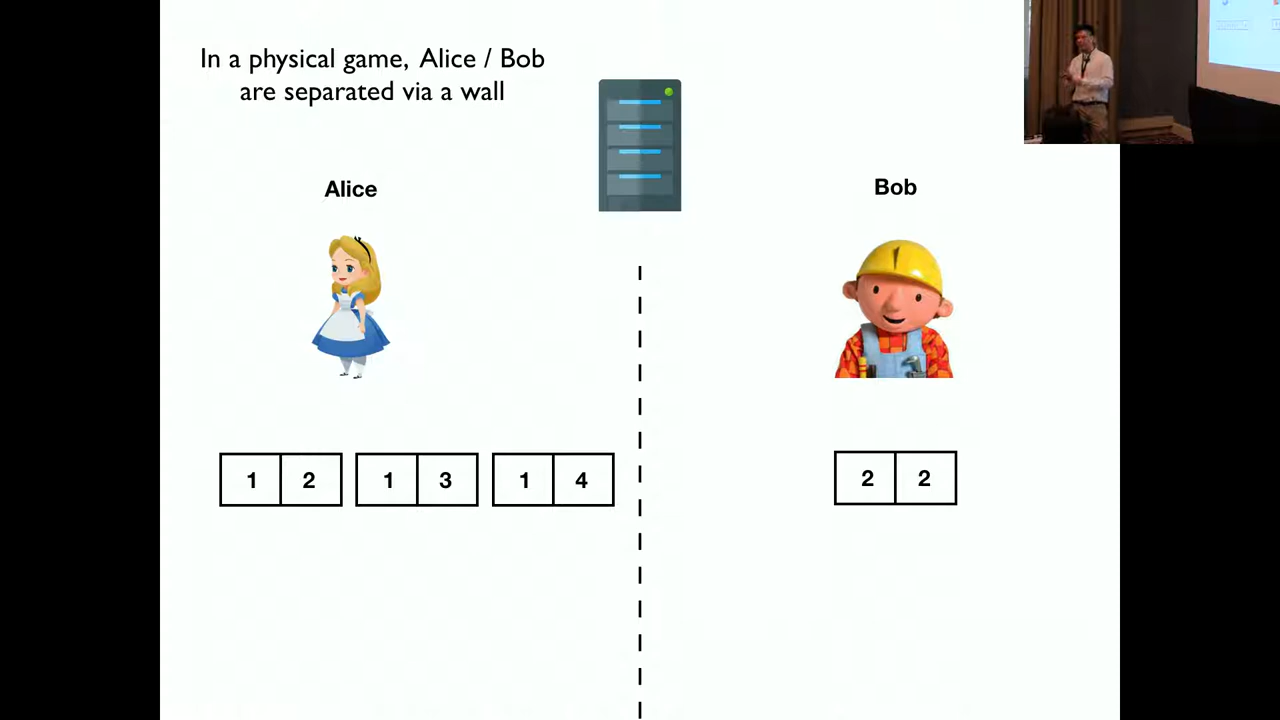 In a physical game, Alice / Bob
are separated via a wall
Alice
Bob
1 2 1 3 1 4
2 2